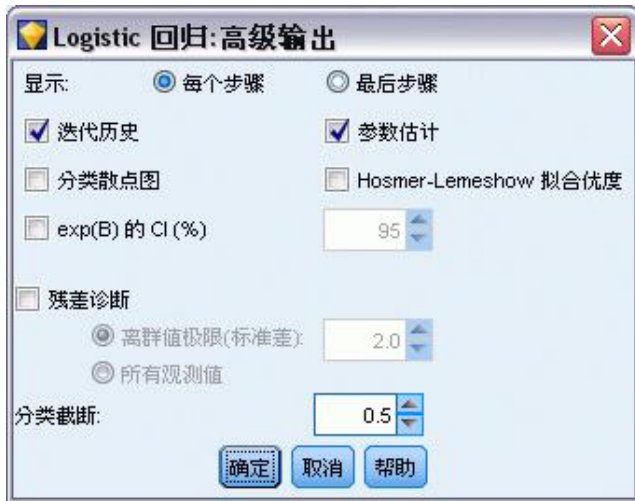 Logistic 回归:高级输出
显示: 每个步骤 最后步骤
迭代历史 参数估计
分类散点图 Hosmer-Lemeshow 拟合优度
exp(B) 的 CI (%) 95
残差诊断
离群值极限(标准差): 2.0
所有观测值
分类截断: 0.5
确定 取消 帮助